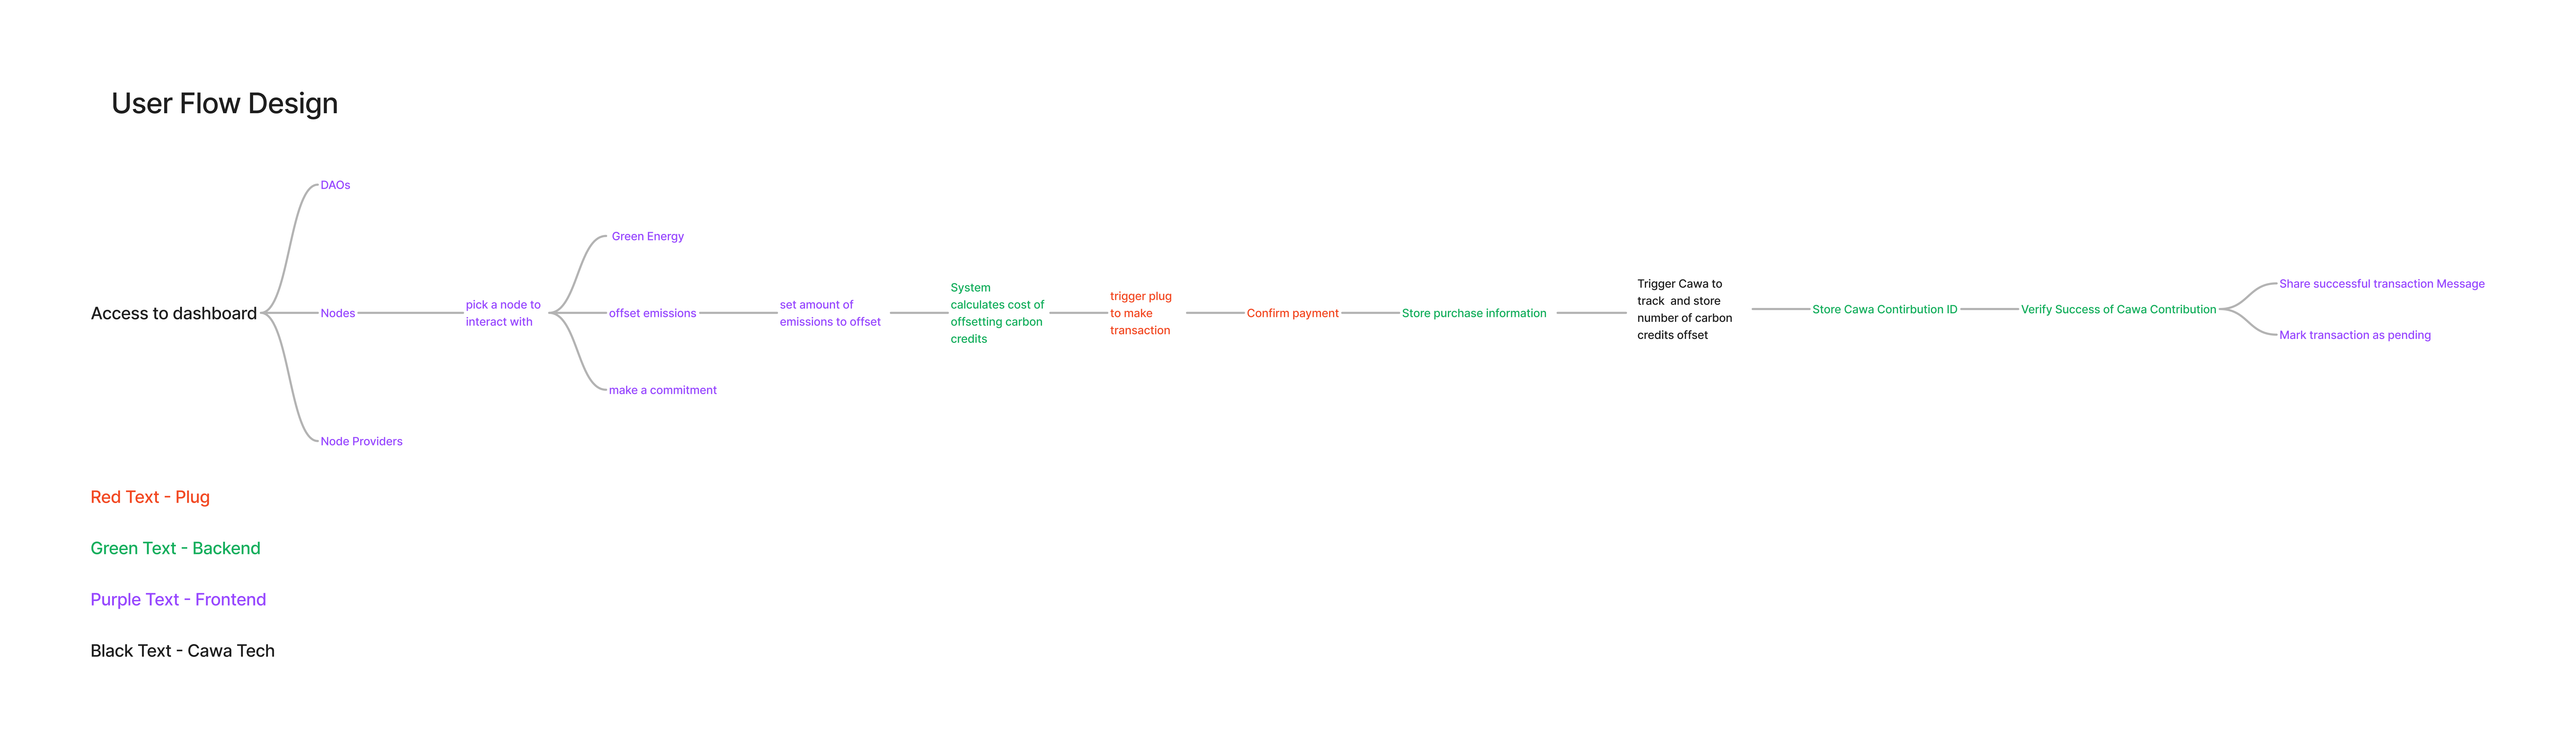 User Flow Design
DAOs
Green Energy
Access to dashboard
Nodes
pick a node to
interact with
offset emissions
set amount of
emissions to offset
System
calculates cost of
offsetting carbon
credits
trigger plug
to make
transaction
Confirm payment
Store purchase information
Trigger Cawa to
track  and store
number of carbon
credits offset
Store Cawa Contirbution ID
Verify Success of Cawa Contribution
Share successful transaction Message
Mark transaction as pending
make a commitment
Node Providers
Red Text - Plug
Green Text - Backend
Purple Text - Frontend
Black Text - Cawa Tech